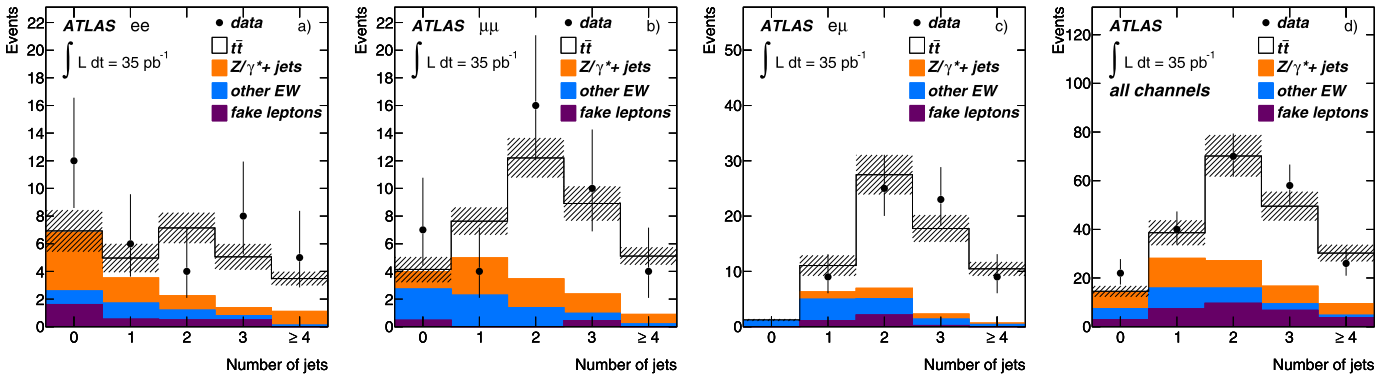 Events
22
20
18
16
14
12
10
8
6
4
2
0
ATLAS ee a)
∫ L dt = 35 pb⁻¹
data
tt̄
Z/γ*+ jets
other EW
fake leptons
0 1 2 3 ≥ 4
Number of jets
Events
22
20
18
16
14
12
10
8
6
4
2
0
ATLAS μμ b)
∫ L dt = 35 pb⁻¹
data
tt̄
Z/γ*+ jets
other EW
fake leptons
0 1 2 3 ≥ 4
Number of jets
Events
50
40
30
20
10
0
ATLAS eμ c)
∫ L dt = 35 pb⁻¹
data
tt̄
Z/γ*+ jets
other EW
fake leptons
0 1 2 3 ≥ 4
Number of jets
Events
120
100
80
60
40
20
0
ATLAS d)
∫ L dt = 35 pb⁻¹
all channels
data
tt̄
Z/γ*+ jets
other EW
fake leptons
0 1 2 3 ≥ 4
Number of jets